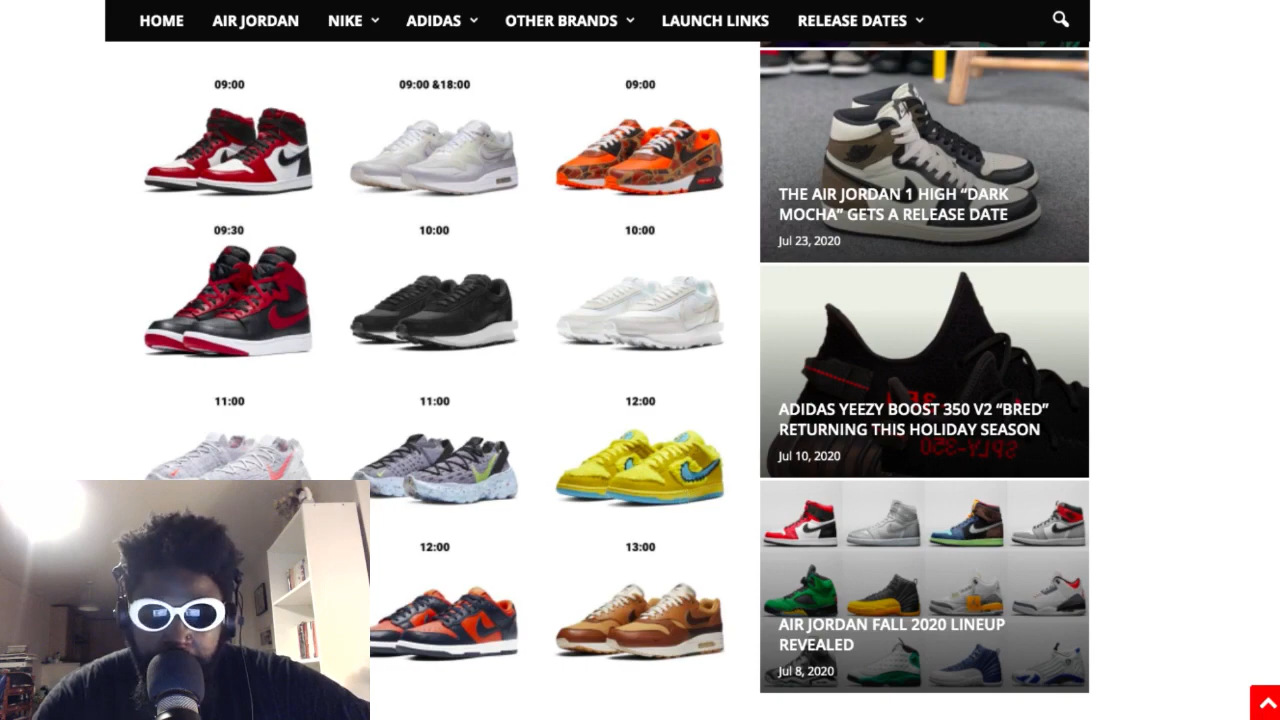 HOME AIR JORDAN NIKE ADIDAS OTHER BRANDS LAUNCH LINKS RELEASE DATES
09:00 09:00 &18:00 09:00
09:30 10:00 10:00
11:00 11:00 12:00
12:00 13:00
THE AIR JORDAN 1 HIGH “DARK
MOCHA” GETS A RELEASE DATE
Jul 23, 2020
ADIDAS YEEZY BOOST 350 V2 “BRED”
RETURNING THIS HOLIDAY SEASON
Jul 10, 2020
AIR JORDAN FALL 2020 LINEUP
REVEALED
Jul 8, 2020